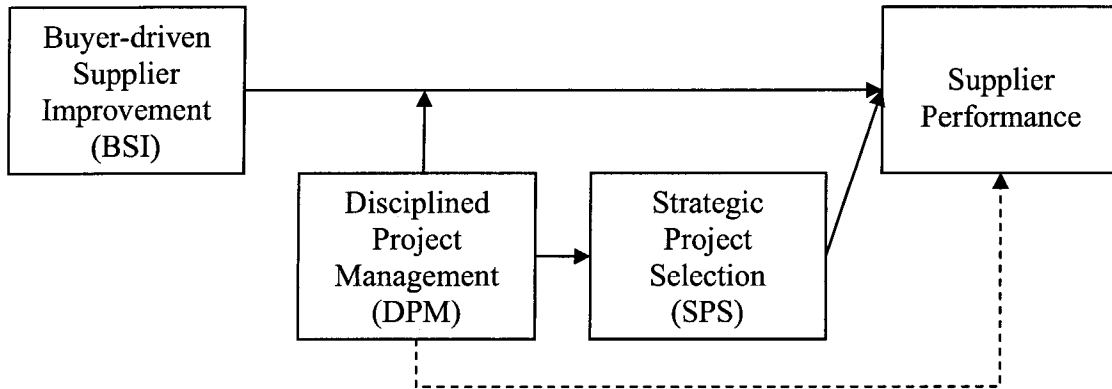 Buyer-driven
Supplier
Improvement
(BSI)
Supplier
Performance
Disciplined
Project
Management
(DPM)
Strategic
Project
Selection
(SPS)